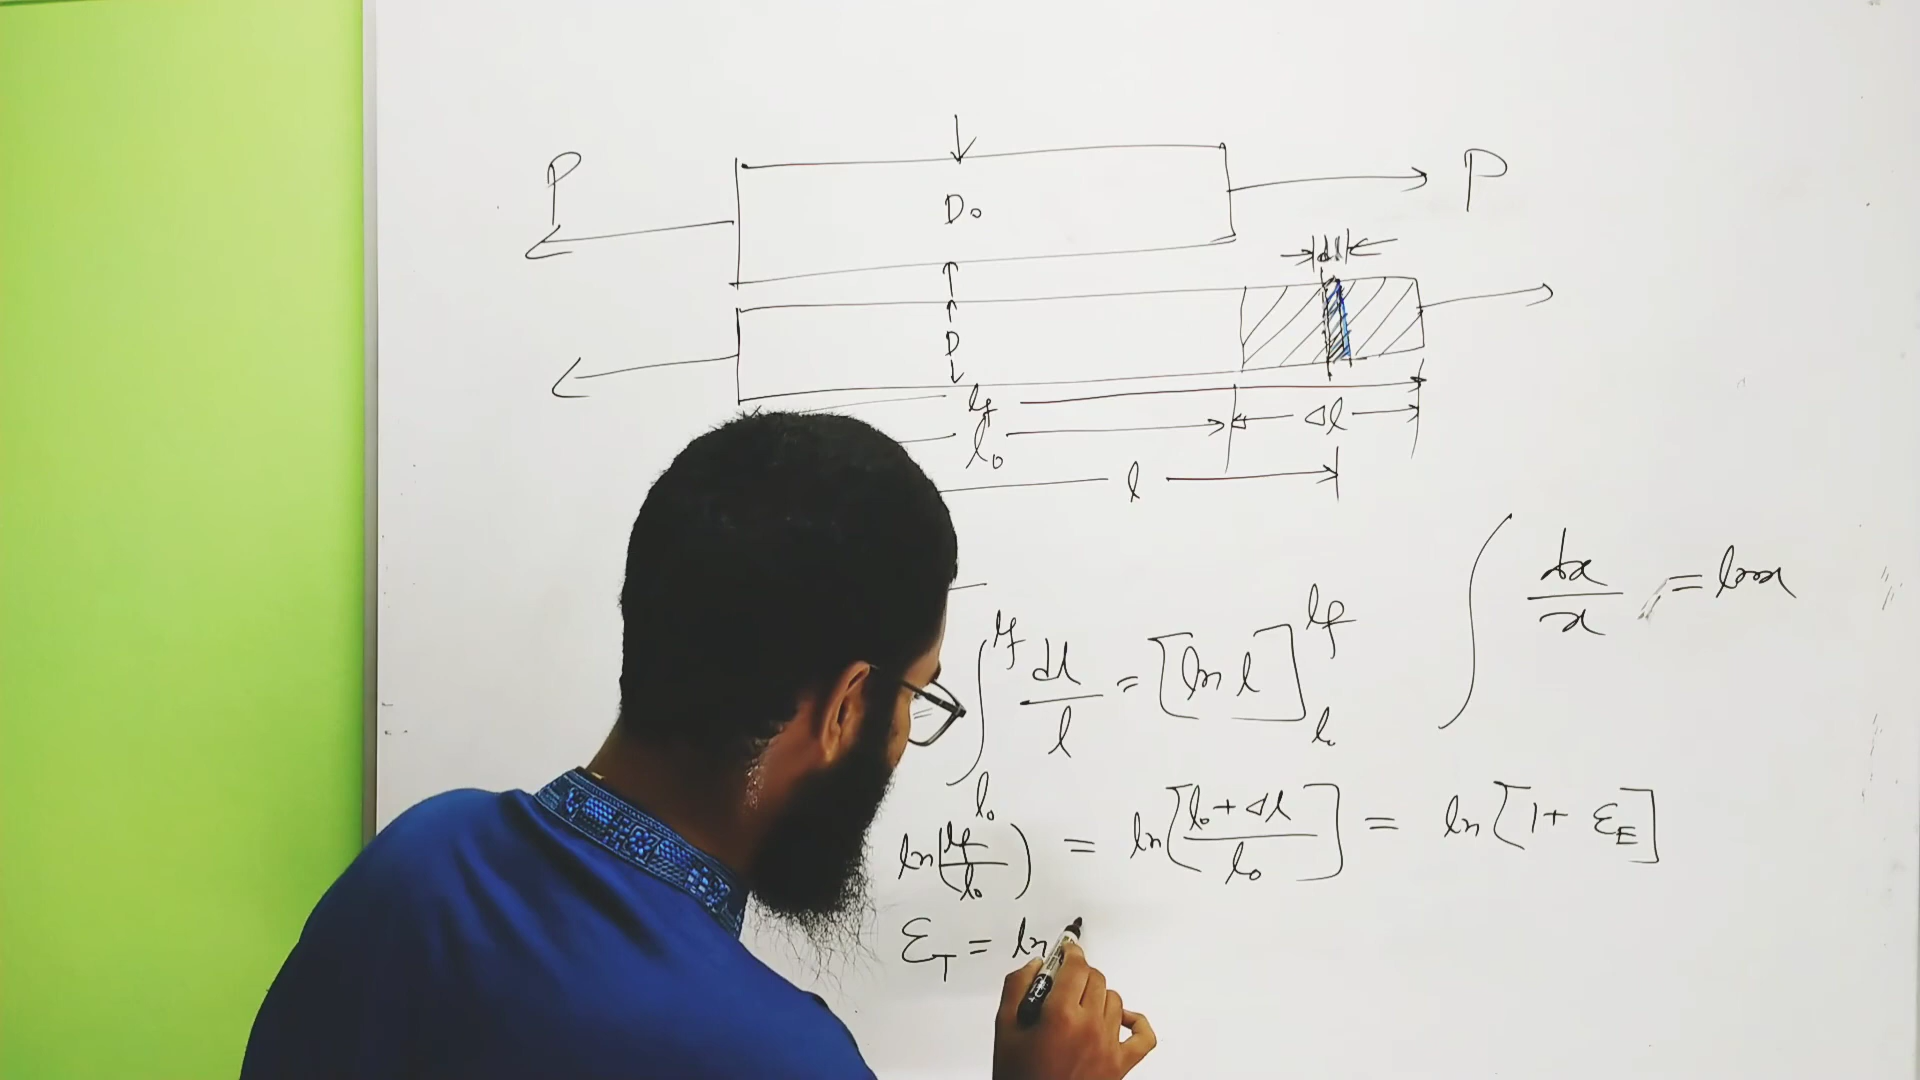 P
D₀
P
dl
D
l_f
Δl
l₀
l
∫ dx/x = ln x
∫_{l₀}^{l_f} dl/l = [ln l]_{l₀}^{l_f}
ln(l_f/l₀) = ln[(l₀+Δl)/l₀] = ln[1+ε_E]
ε_T = ln